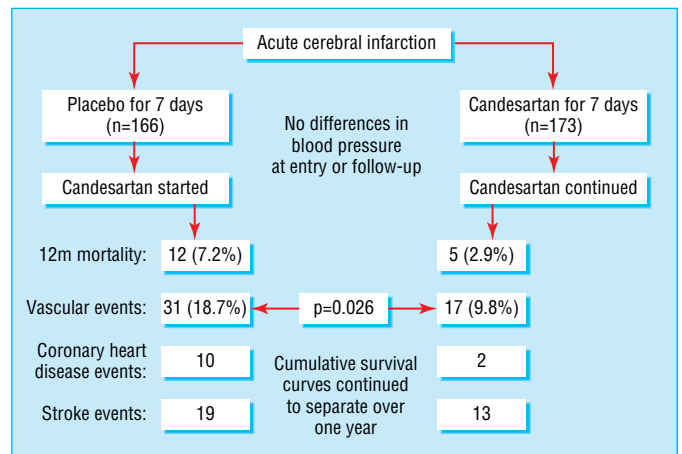 Acute cerebral infarction
Placebo for 7 days
(n=166)
No differences in
blood pressure
at entry or follow-up
Candesartan for 7 days
(n=173)
Candesartan started
Candesartan continued
12m mortality: 12 (7.2%) 5 (2.9%)
Vascular events: 31 (18.7%) p=0.026 17 (9.8%)
Coronary heart
disease events:
10
Cumulative survival
curves continued
to separate over
one year
2
Stroke events: 19 13